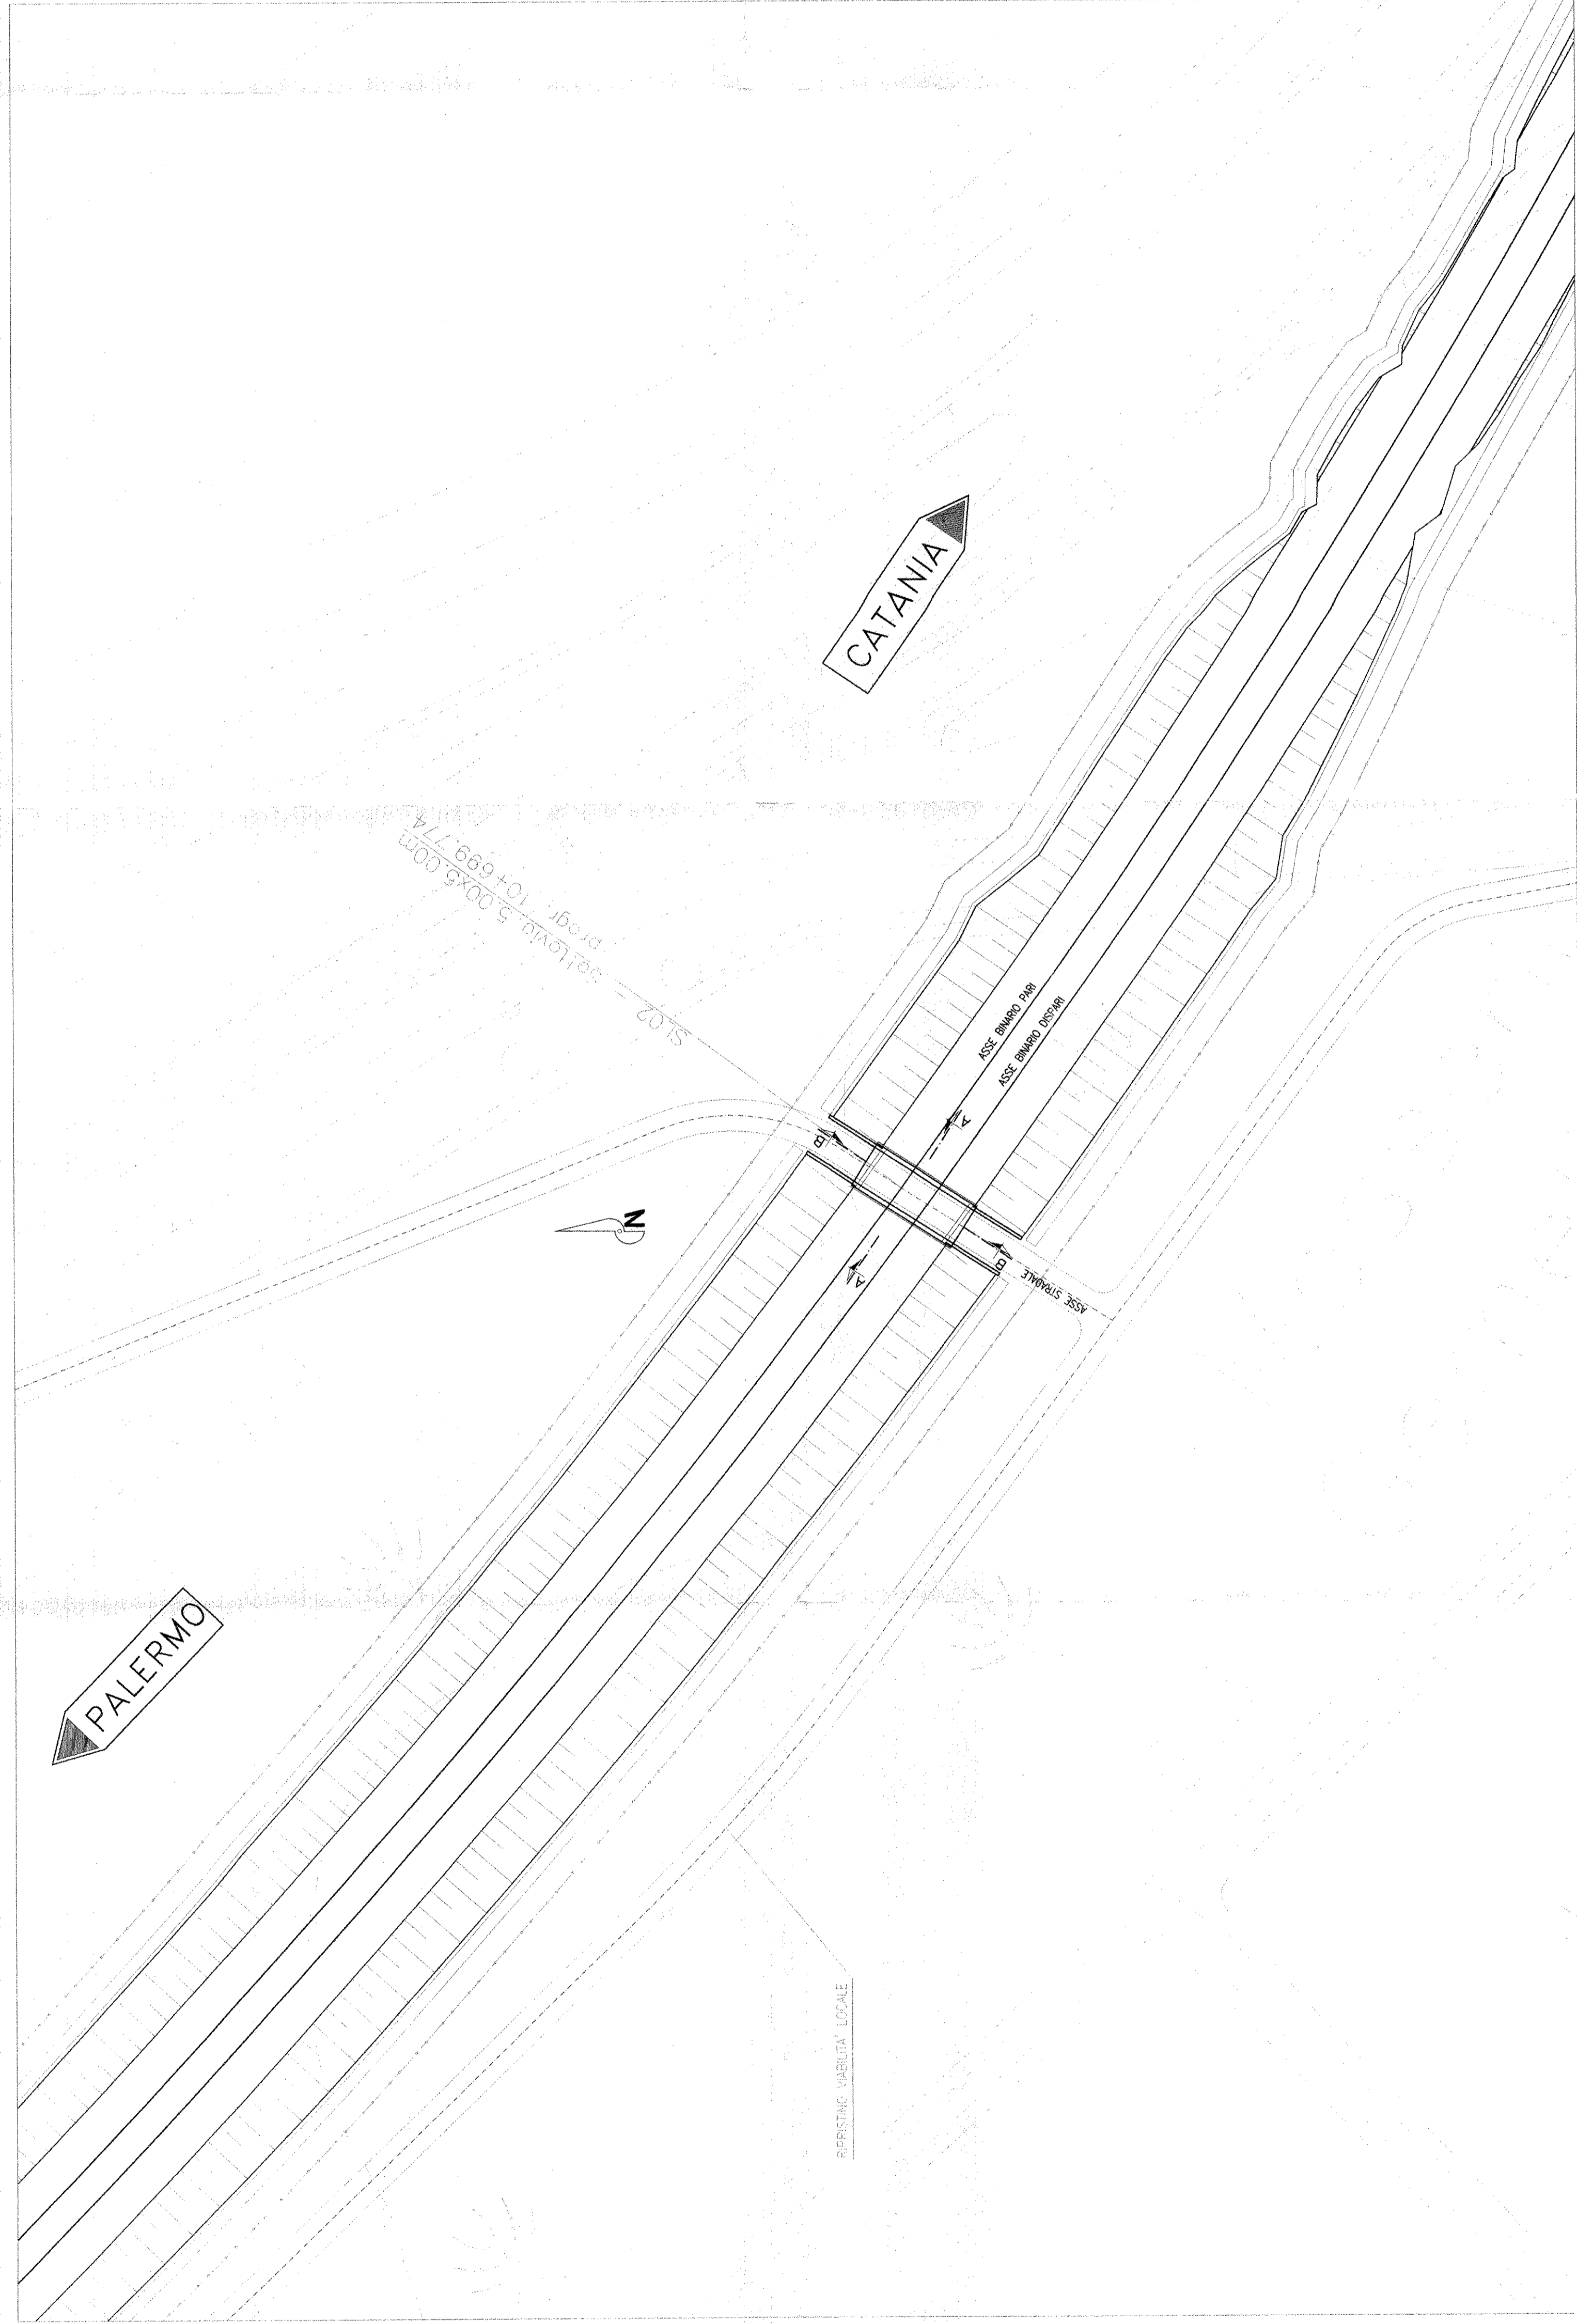 CATANIA
SL02 - Sottovia 5.00x5.00m
progr. 10+699.774
ASSE BINARIO PARI
ASSE BINARIO DISPARI
B
A
N
A
B
ASSE STRADALE
PALERMO
RIPRISTINO VIABILITA' LOCALE